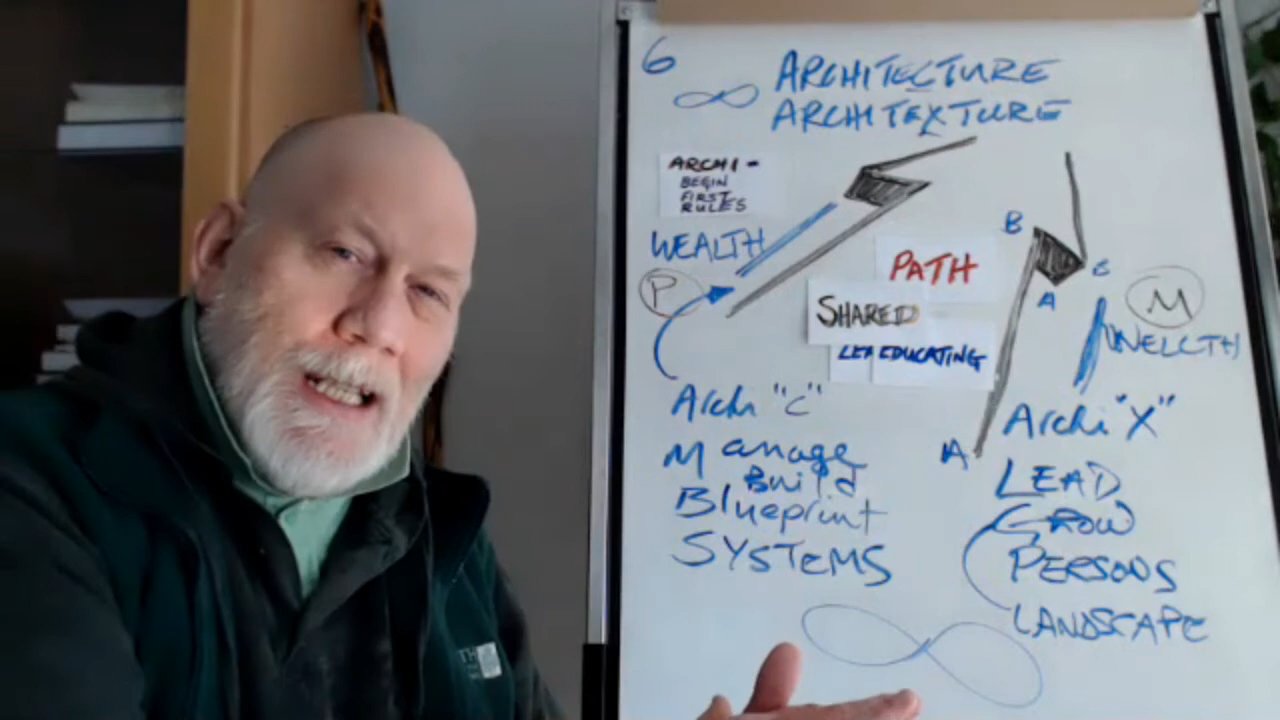 6
ARCHITECTURE
ARCHITEXTURE
ARCHI -
BEGIN
FIRST
RULES
WEALTH
P
PATH
SHARED
EDUCATING
B
C
A
A
M
WELLTH
Archi "C"
Manage
Build
Blueprint
SYSTEMS
Archi "X"
LEAD
GROW
PERSONS
LANDSCAPE